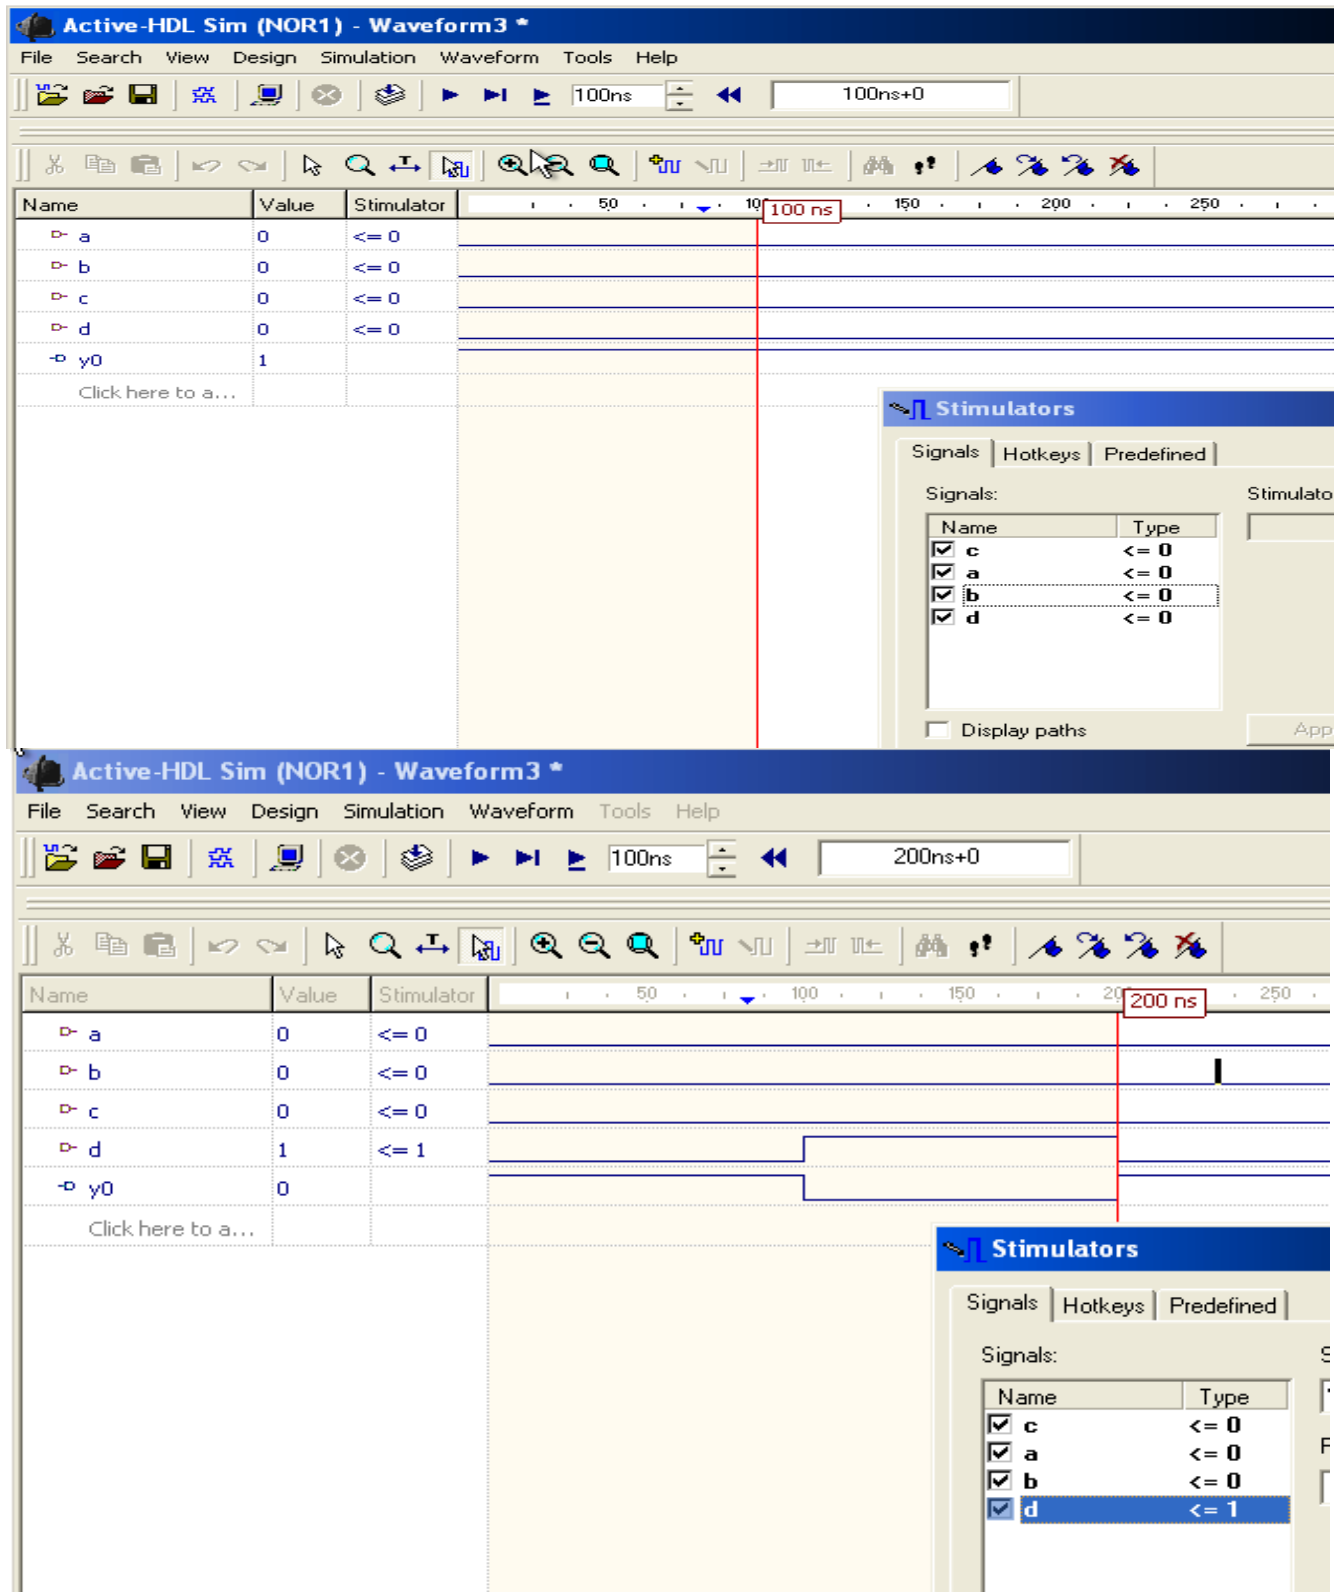 Active-HDL Sim (NOR1) - Waveform3 *
File Search View Design Simulation Waveform Tools Help
100ns 100ns+0
Name Value Stimulator 50 100 ns 150 200 250
a 0 <= 0
b 0 <= 0
c 0 <= 0
d 0 <= 0
y0 1
Click here to a...
Stimulators
Signals Hotkeys Predefined
Signals: Stimulato
Name Type
c <= 0
a <= 0
b <= 0
d <= 0
Display paths App
Active-HDL Sim (NOR1) - Waveform3 *
File Search View Design Simulation Waveform Tools Help
100ns 200ns+0
Name Value Stimulator 50 100 150 200 ns 250
a 0 <= 0
b 0 <= 0
c 0 <= 0
d 1 <= 1
y0 0
Click here to a...
Stimulators
Signals Hotkeys Predefined
Signals:
Name Type
c <= 0
a <= 0
b <= 0
d <= 1